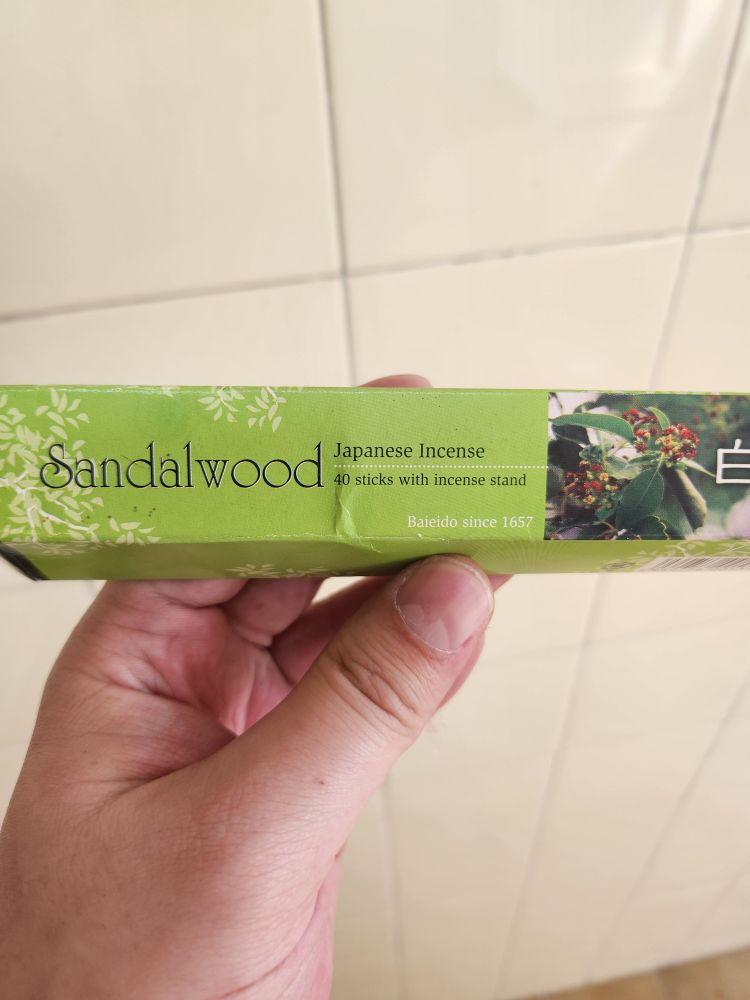 Sandalwood
Japanese Incense
40 sticks with incense stand
Baieido since 1657
白